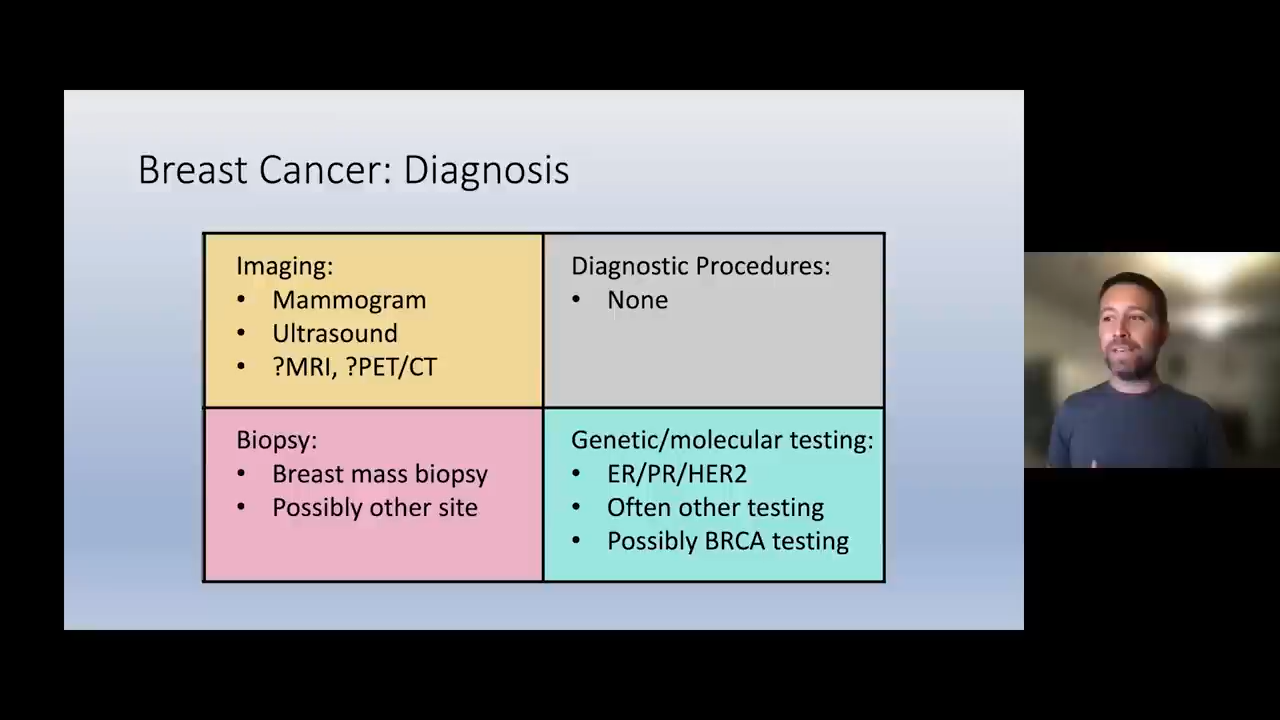 Breast Cancer: Diagnosis
Imaging:
• Mammogram
• Ultrasound
• ?MRI, ?PET/CT
Diagnostic Procedures:
• None
Biopsy:
• Breast mass biopsy
• Possibly other site
Genetic/molecular testing:
• ER/PR/HER2
• Often other testing
• Possibly BRCA testing